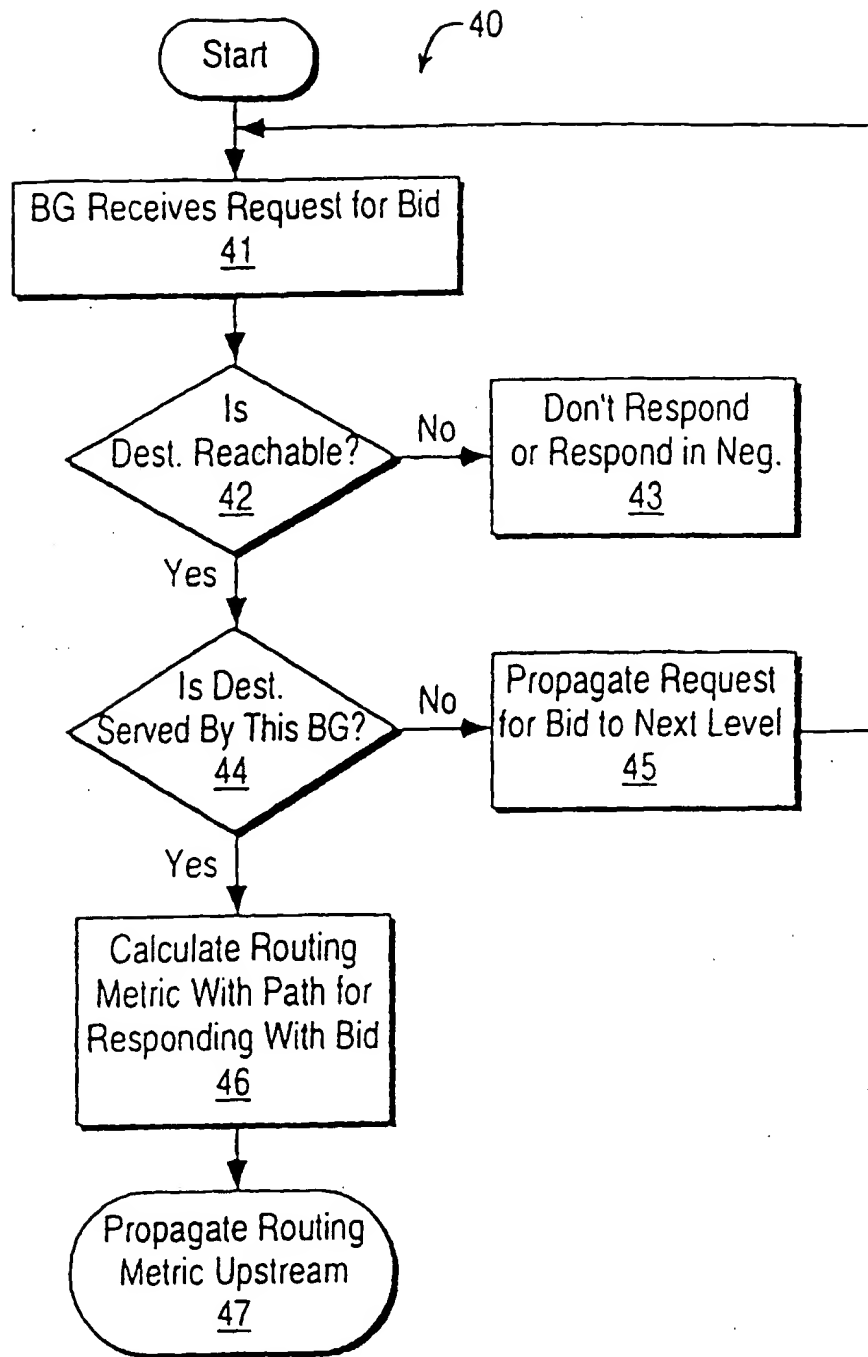 40
Start
BG Receives Request for Bid
41
Is
Dest. Reachable?
42
No
Don't Respond
or Respond in Neg.
43
Yes
Is Dest.
Served By This BG?
44
No
Propagate Request
for Bid to Next Level
45
Yes
Calculate Routing
Metric With Path for
Responding With Bid
46
Propagate Routing
Metric Upstream
47